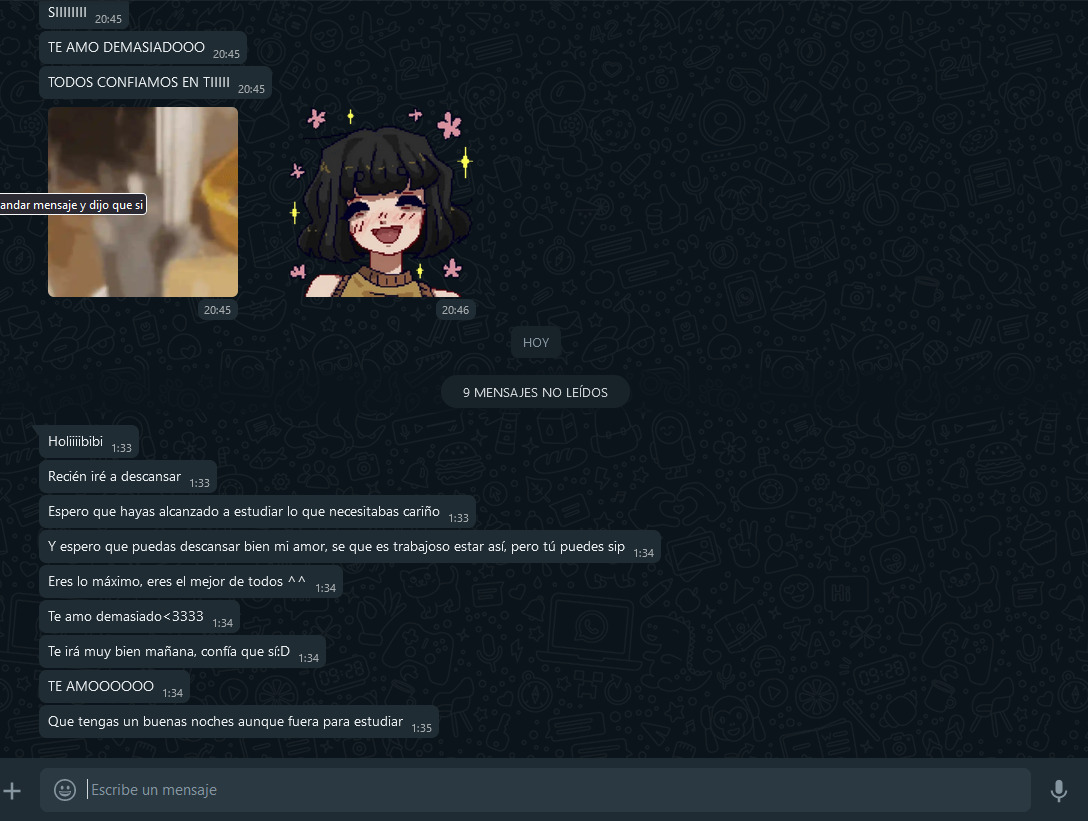 SIIIIIIII 20:45
TE AMO DEMASIADOOO 20:45
TODOS CONFIAMOS EN TIIIII 20:45
andar mensaje y dijo que si
20:45
20:46
HOY
9 MENSAJES NO LEÍDOS
Holiiiibibi 1:33
Recién iré a descansar 1:33
Espero que hayas alcanzado a estudiar lo que necesitabas cariño 1:33
Y espero que puedas descansar bien mi amor, se que es trabajoso estar así, pero tú puedes sip 1:34
Eres lo máximo, eres el mejor de todos ^^ 1:34
Te amo demasiado<3333 1:34
Te irá muy bien mañana, confía que sí:D 1:34
TE AMOOOOOO 1:34
Que tengas un buenas noches aunque fuera para estudiar 1:35
Escribe un mensaje